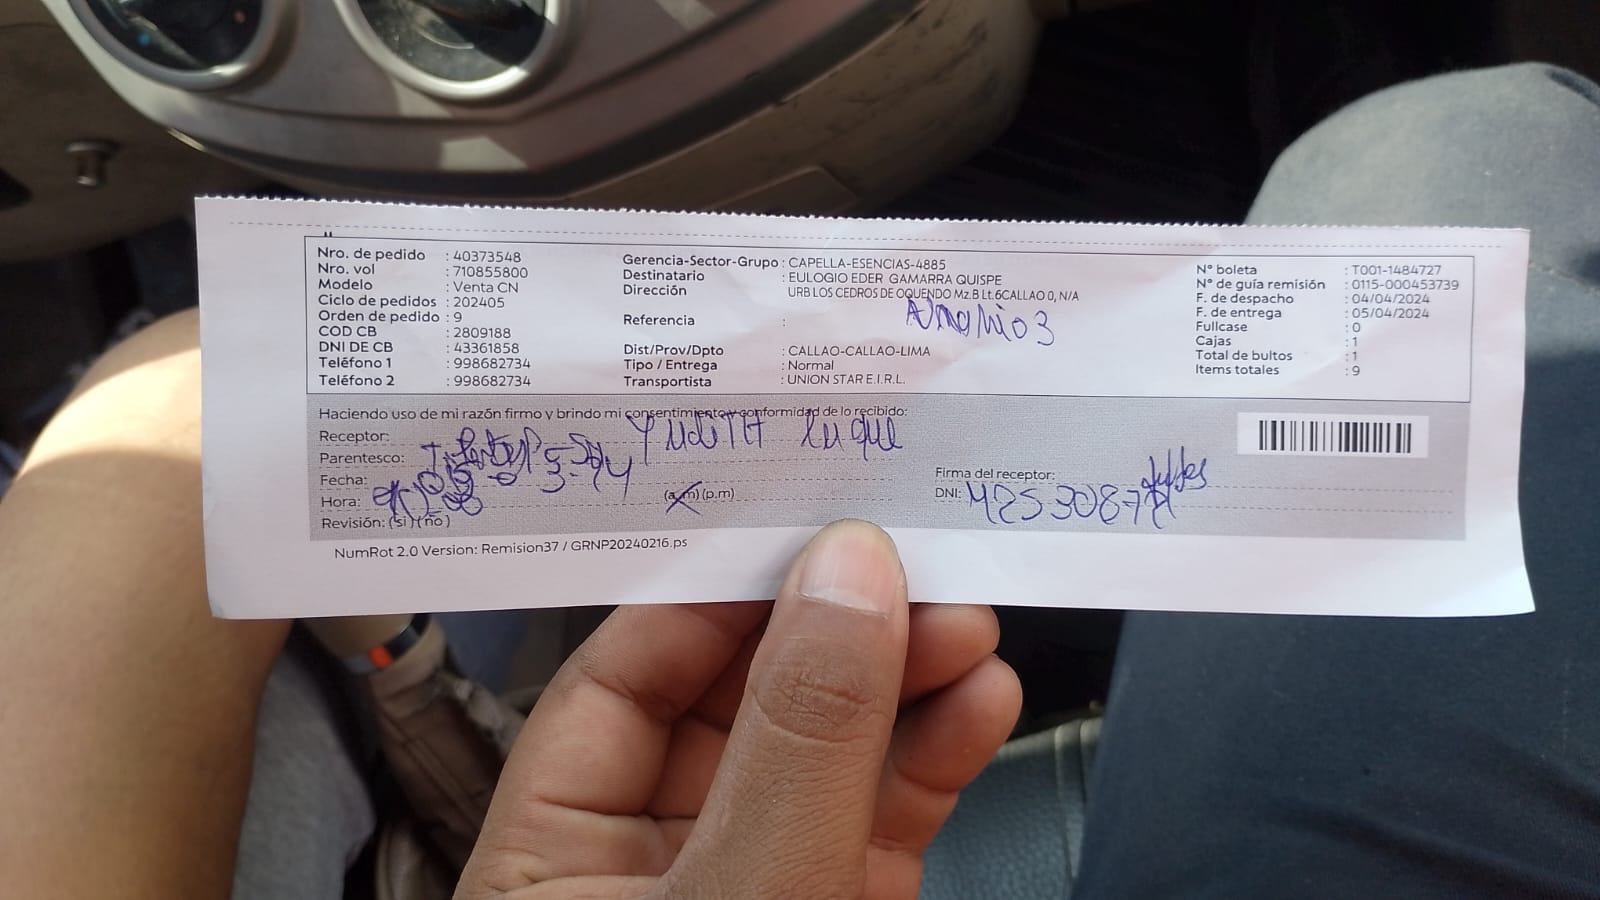 Nro. de pedido : 40373548
Nro. vol : 710855800
Modelo : Venta CN
Ciclo de pedidos : 202405
Orden de pedido : 9
COD CB : 2809188
DNI DE CB : 43361858
Teléfono 1 : 998682734
Teléfono 2 : 998682734
Gerencia-Sector-Grupo : CAPELLA-ESENCIAS-4885
Destinatario : EULOGIO EDER GAMARRA QUISPE
Dirección URB LOS CEDROS DE OQUENDO Mz.B Lt.6CALLAO 0, N/A
Referencia :
Dist/Prov/Dpto : CALLAO-CALLAO-LIMA
Tipo / Entrega : Normal
Transportista : UNION STAR E.I.R.L.
N° boleta : T001-1484727
N° de guía remisión : 0115-000453739
F. de despacho : 04/04/2024
F. de entrega : 05/04/2024
Fullcase : 0
Cajas : 1
Total de bultos : 1
Items totales : 9
Haciendo uso de mi razón firmo y brindo mi consentimiento y conformidad de lo recibido:
Receptor: Yudith Luque
Parentesco:
Fecha:
Hora: (a.m) (p.m)
Revisión: (si) (no)
Firma del receptor:
DNI:
NumRot 2.0 Version: Remision37 / GRNP20240216.ps